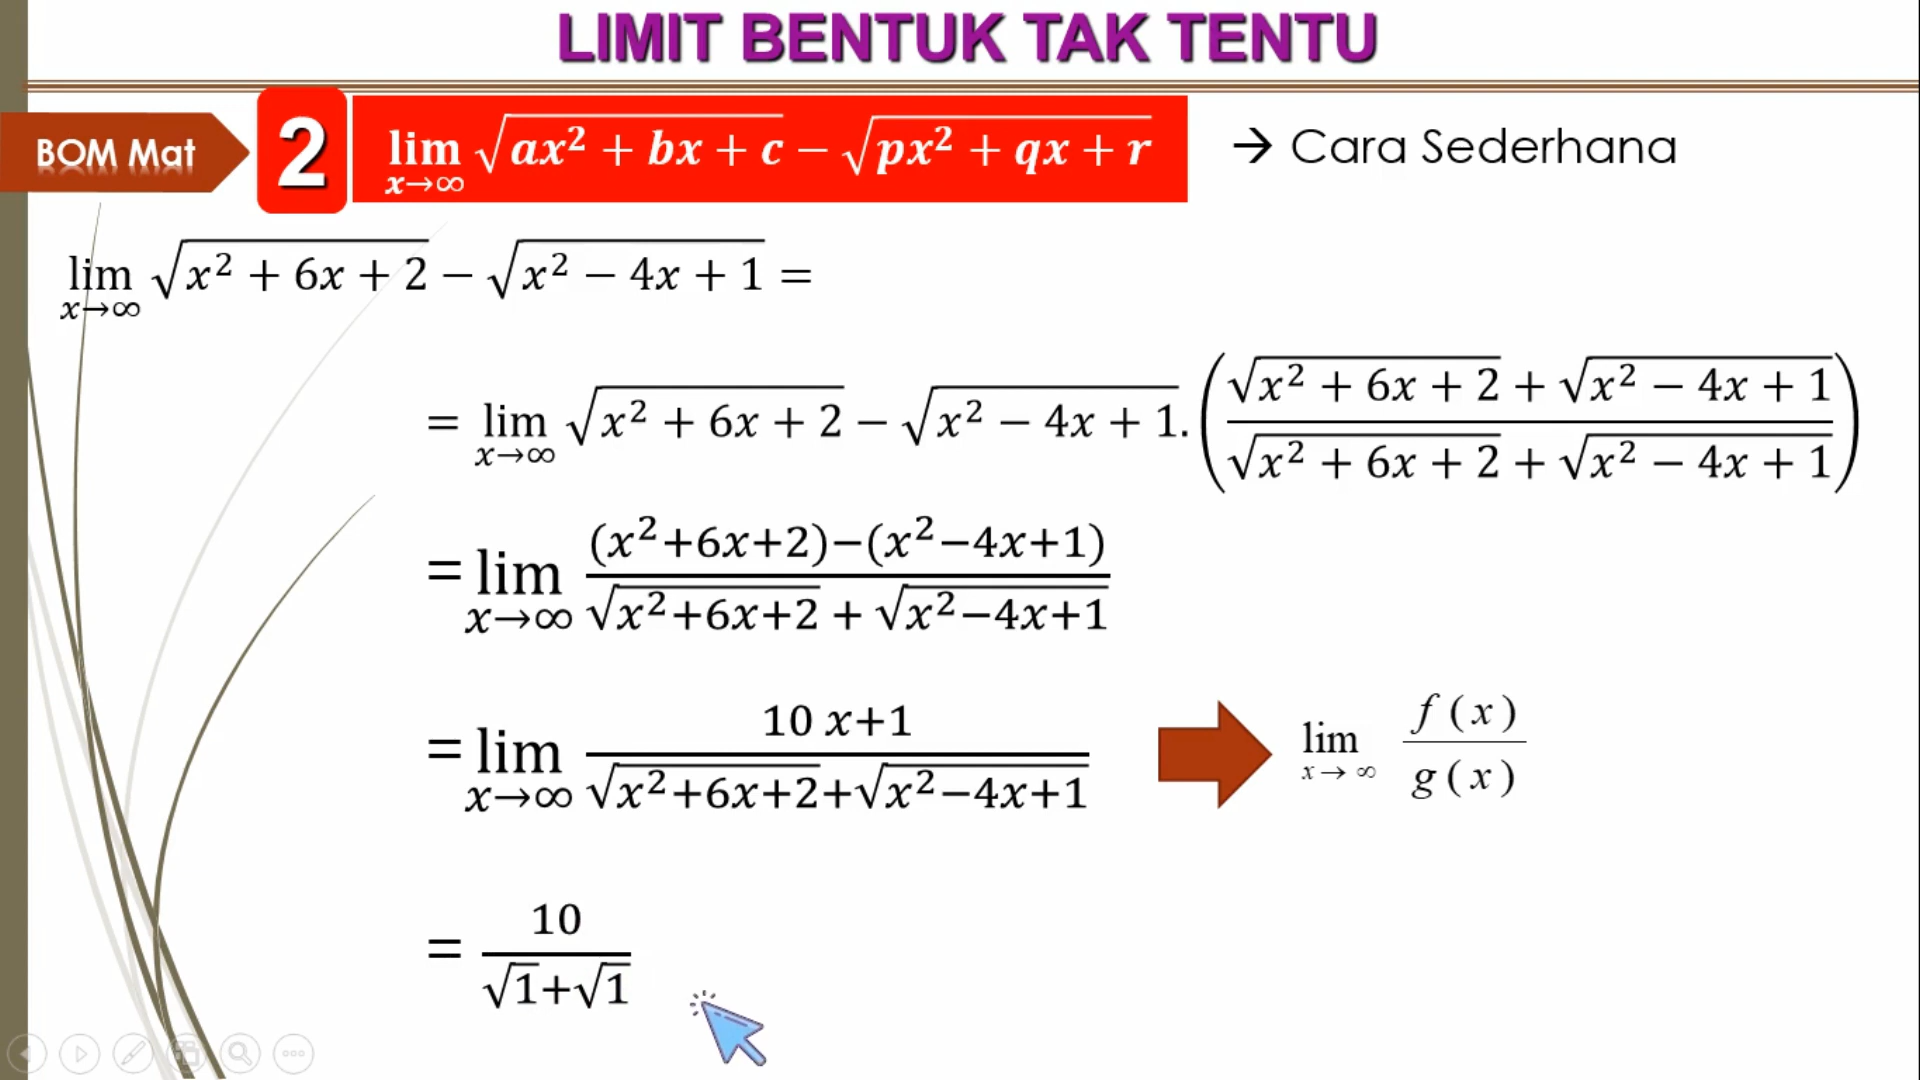 LIMIT BENTUK TAK TENTU
BOM Mat
2
lim x→∞ √(ax² + bx + c) − √(px² + qx + r)
→ Cara Sederhana
lim x→∞ √(x² + 6x + 2) − √(x² − 4x + 1) =
= lim x→∞ √(x² + 6x + 2) − √(x² − 4x + 1). ( (√(x² + 6x + 2) + √(x² − 4x + 1)) / (√(x² + 6x + 2) + √(x² − 4x + 1)) )
= lim x→∞ ((x²+6x+2)−(x²−4x+1)) / (√(x²+6x+2) + √(x²−4x+1))
= lim x→∞ (10 x+1) / (√(x²+6x+2)+√(x²−4x+1))
lim x→∞ f(x) / g(x)
= 10 / (√1+√1)